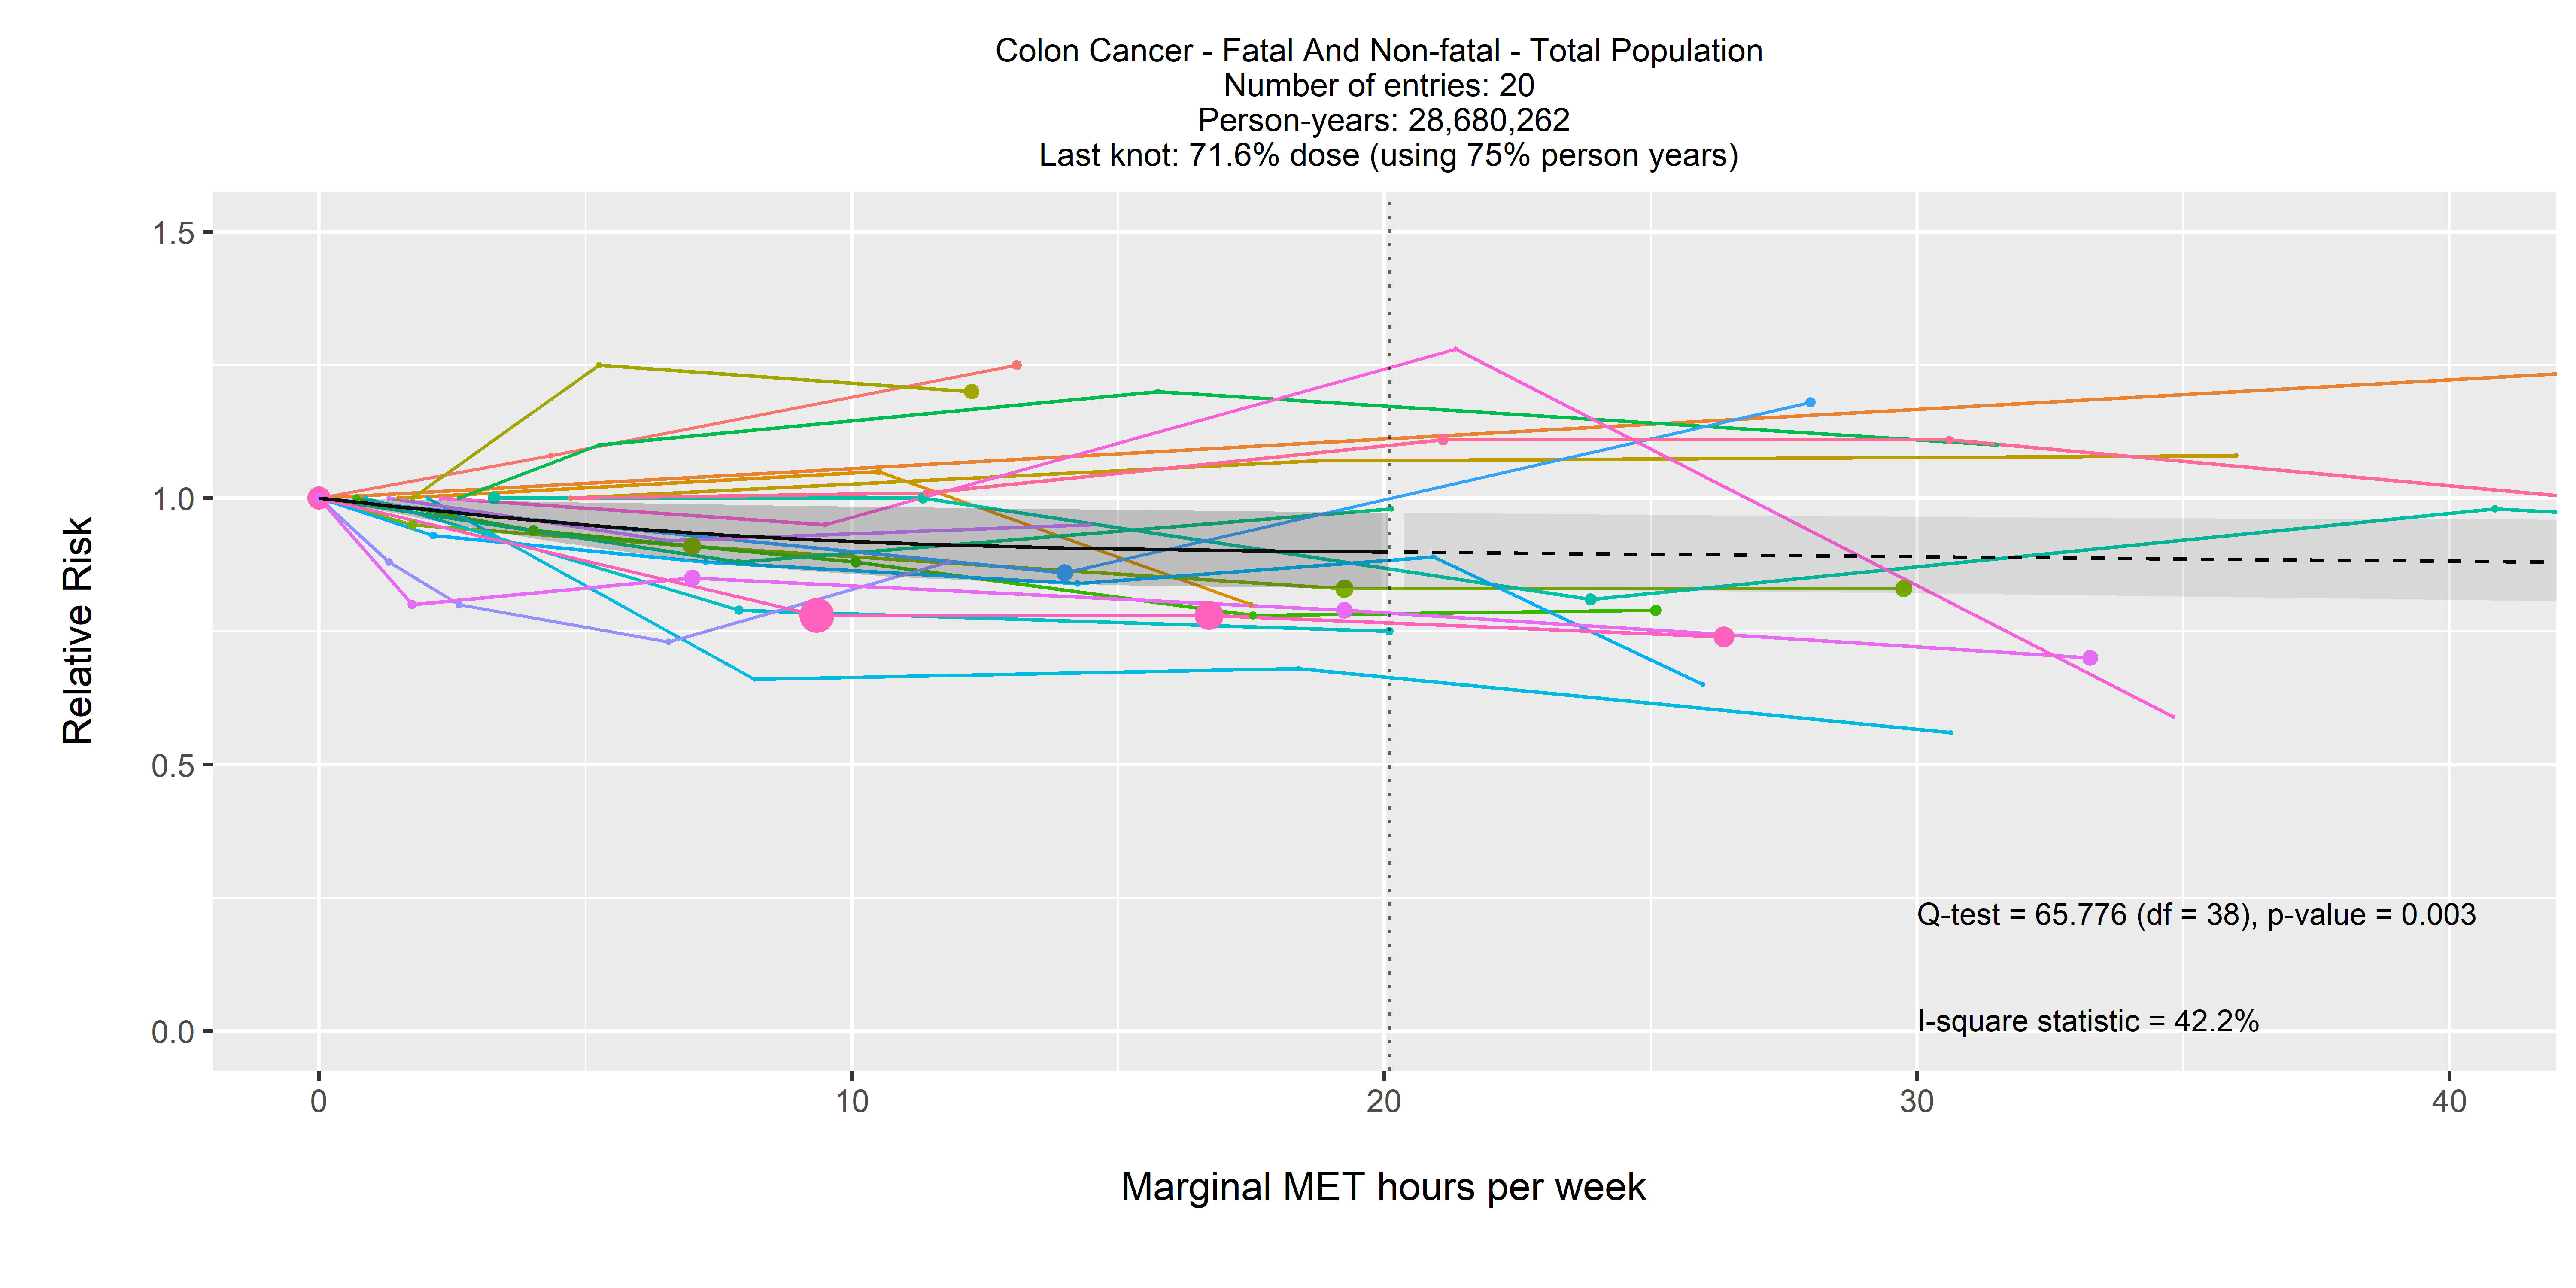 Colon Cancer - Fatal And Non-fatal - Total Population
Number of entries: 20
Person-years: 28,680,262
Last knot: 71.6% dose (using 75% person years)
1.5
1.0
0.5
0.0
Relative Risk
Q-test = 65.776 (df = 38), p-value = 0.003
I-square statistic = 42.2%
0 10 20 30 40
Marginal MET hours per week